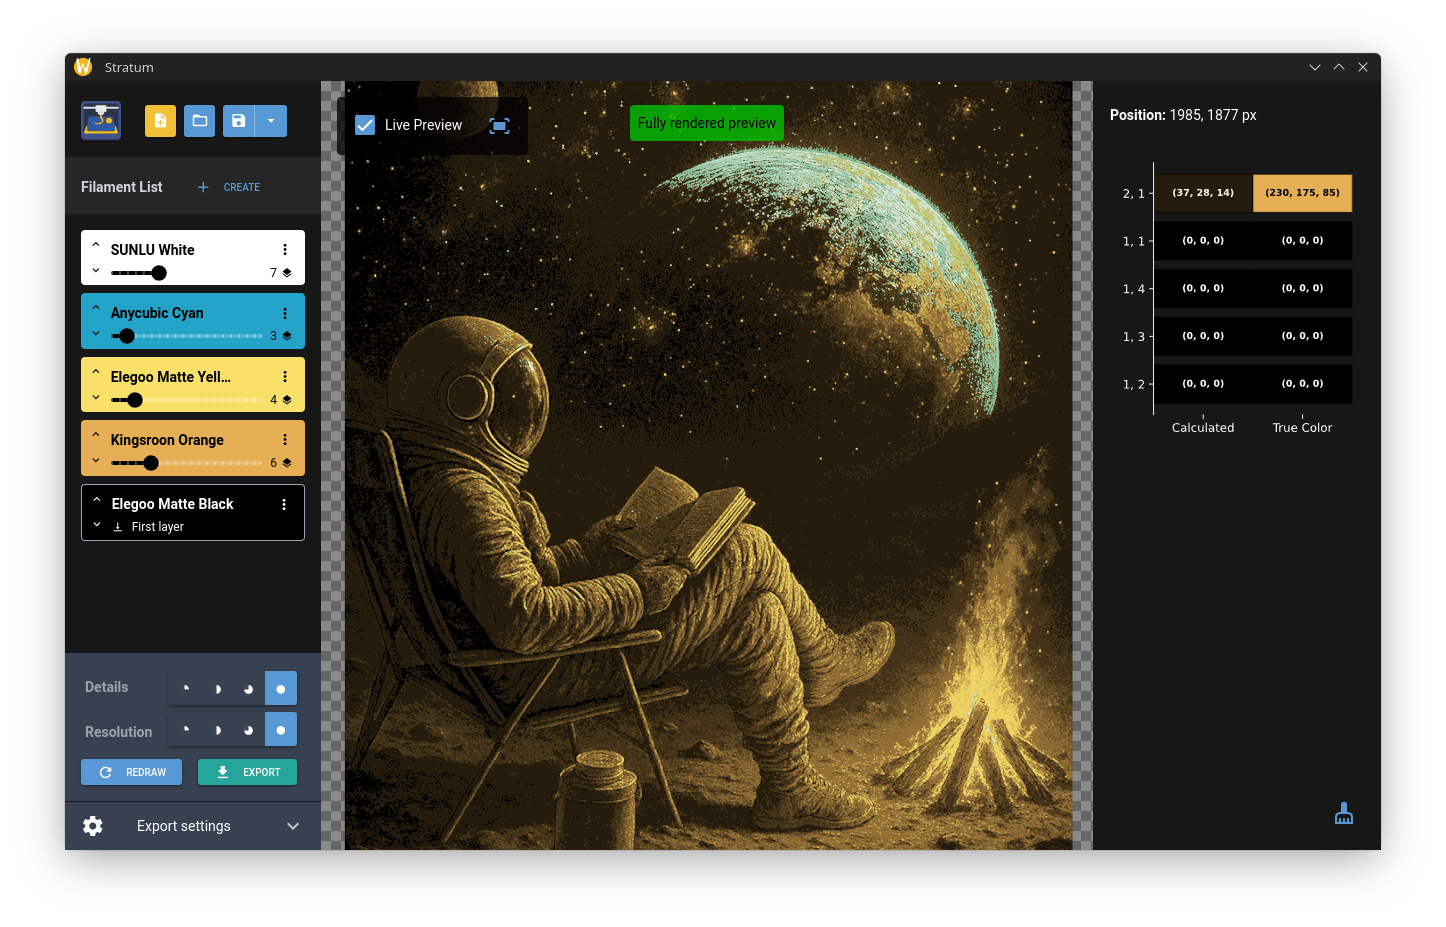 Stratum
Filament List
CREATE
SUNLU White
7
Anycubic Cyan
3
Elegoo Matte Yell...
4
Kingsroon Orange
6
Elegoo Matte Black
First layer
Details
Resolution
REDRAW
EXPORT
Export settings
Live Preview
Fully rendered preview
Position: 1985, 1877 px
2, 1 (37, 28, 14) (230, 175, 85)
1, 1 (0, 0, 0) (0, 0, 0)
1, 4 (0, 0, 0) (0, 0, 0)
1, 3 (0, 0, 0) (0, 0, 0)
1, 2 (0, 0, 0) (0, 0, 0)
Calculated True Color